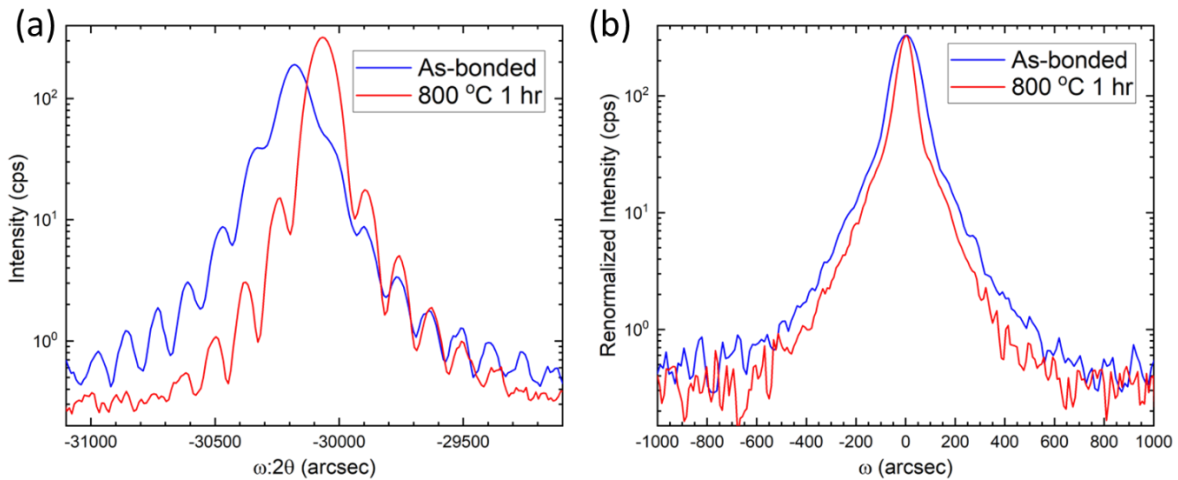 (a)
As-bonded
800 °C 1 hr
Intensity (cps)
10²
10¹
10⁰
-31000 -30500 -30000 -29500
ω:2θ (arcsec)
(b)
As-bonded
800 °C 1 hr
Renormalized Intensity (cps)
10²
10¹
10⁰
-1000 -800 -600 -400 -200 0 200 400 600 800 1000
ω (arcsec)